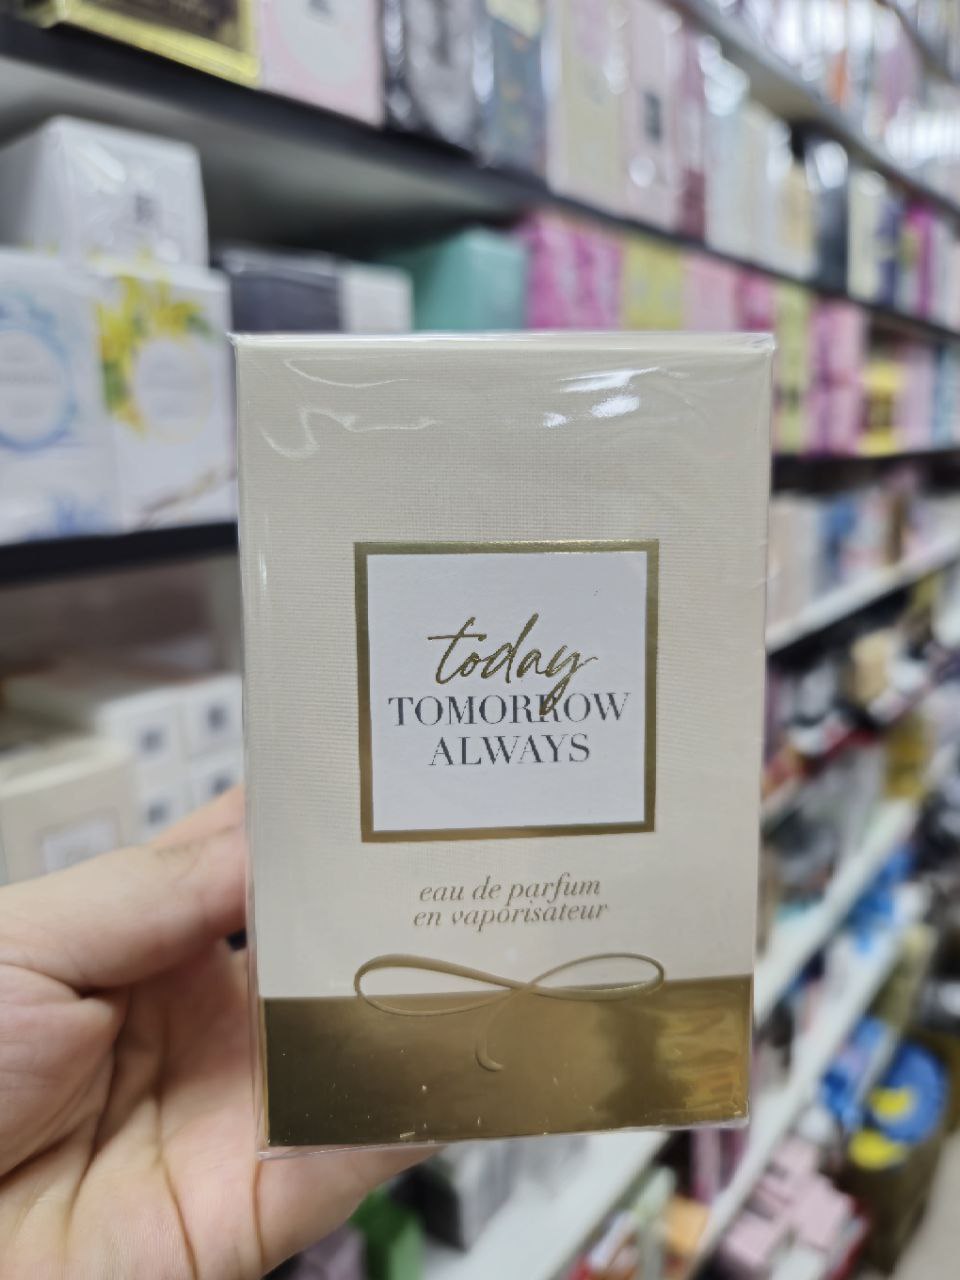 today
TOMORROW
ALWAYS
eau de parfum
en vaporisateur